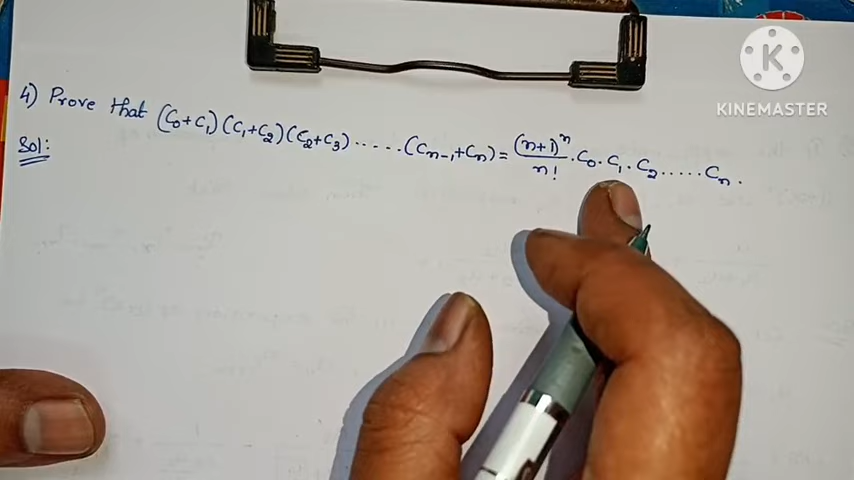 4) Prove that (C₀+C₁)(C₁+C₂)(C₂+C₃).....(Cₙ₋₁+Cₙ) = (n+1)ⁿ/n! · C₀. C₁. C₂.....Cₙ.
Sol:
K
KINEMASTER